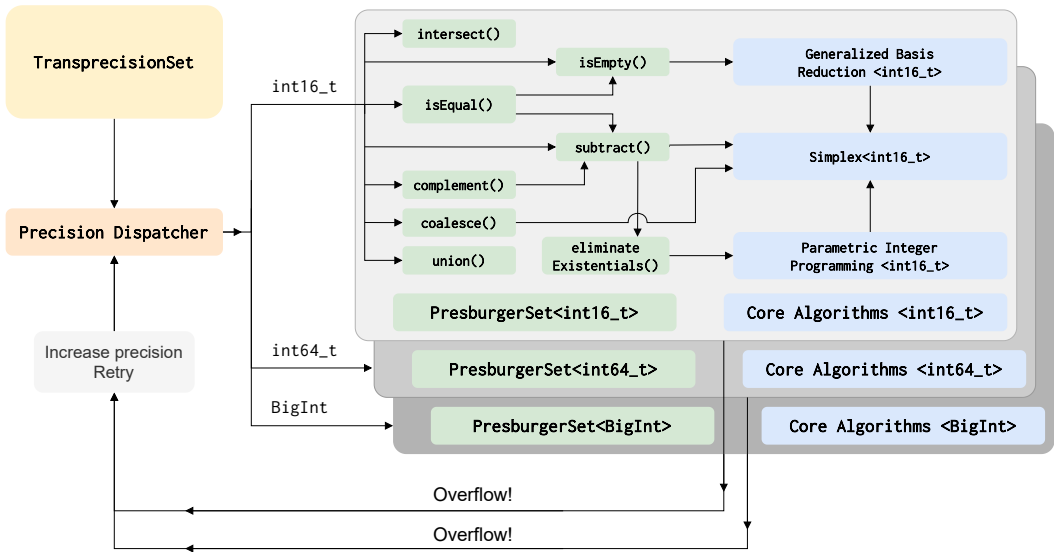 TransprecisionSet
Precision Dispatcher
Increase precision
Retry
int16_t
int64_t
BigInt
intersect()
isEmpty()
isEqual()
subtract()
complement()
coalesce()
union()
eliminate
Existentials()
Generalized Basis
Reduction <int16_t>
Simplex<int16_t>
Parametric Integer
Programming <int16_t>
PresburgerSet<int16_t>
Core Algorithms <int16_t>
PresburgerSet<int64_t>
Core Algorithms <int64_t>
PresburgerSet<BigInt>
Core Algorithms <BigInt>
Overflow!
Overflow!